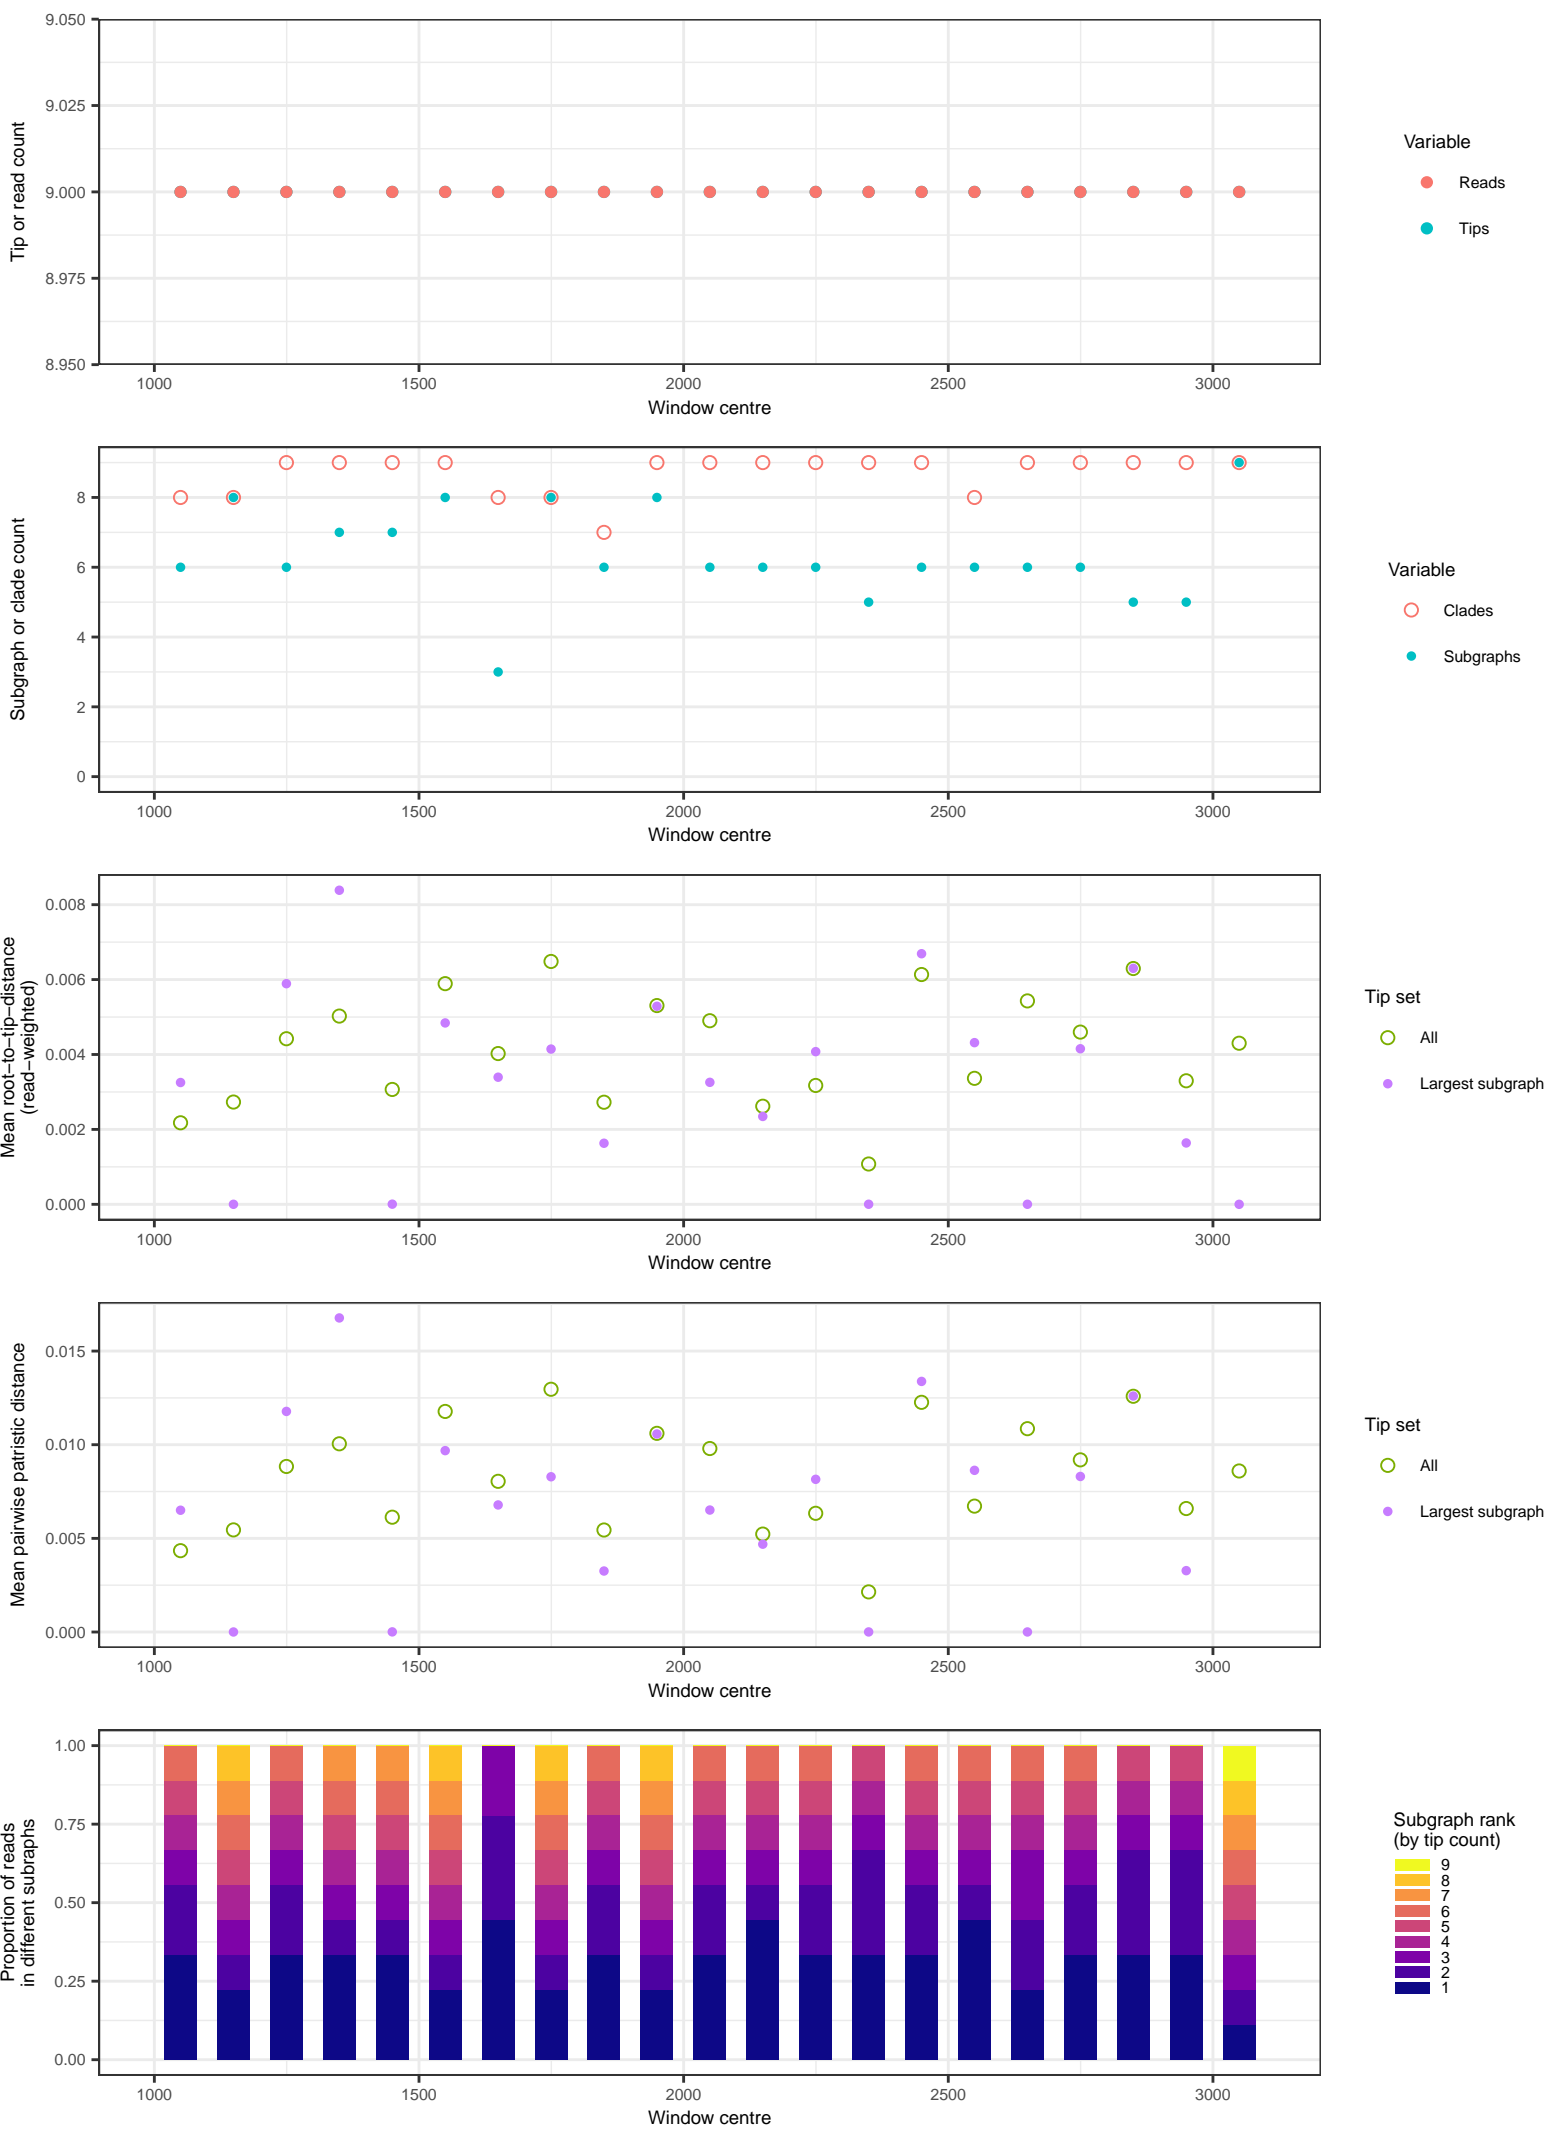 9.050
9.025
9.000
8.975
8.950
Tip or read count
1000 1500 2000 2500 3000
Window centre
Variable
Reads
Tips
8
6
4
2
0
Subgraph or clade count
1000 1500 2000 2500 3000
Window centre
Variable
Clades
Subgraphs
0.008
0.006
0.004
0.002
0.000
Mean root−to−tip−distance
(read−weighted)
1000 1500 2000 2500 3000
Window centre
Tip set
All
Largest subgraph
0.015
0.010
0.005
0.000
Mean pairwise patristic distance
1000 1500 2000 2500 3000
Window centre
Tip set
All
Largest subgraph
1.00
0.75
0.50
0.25
0.00
Proportion of reads
in different subraphs
1000 1500 2000 2500 3000
Window centre
Subgraph rank
(by tip count)
9
8
7
6
5
4
3
2
1